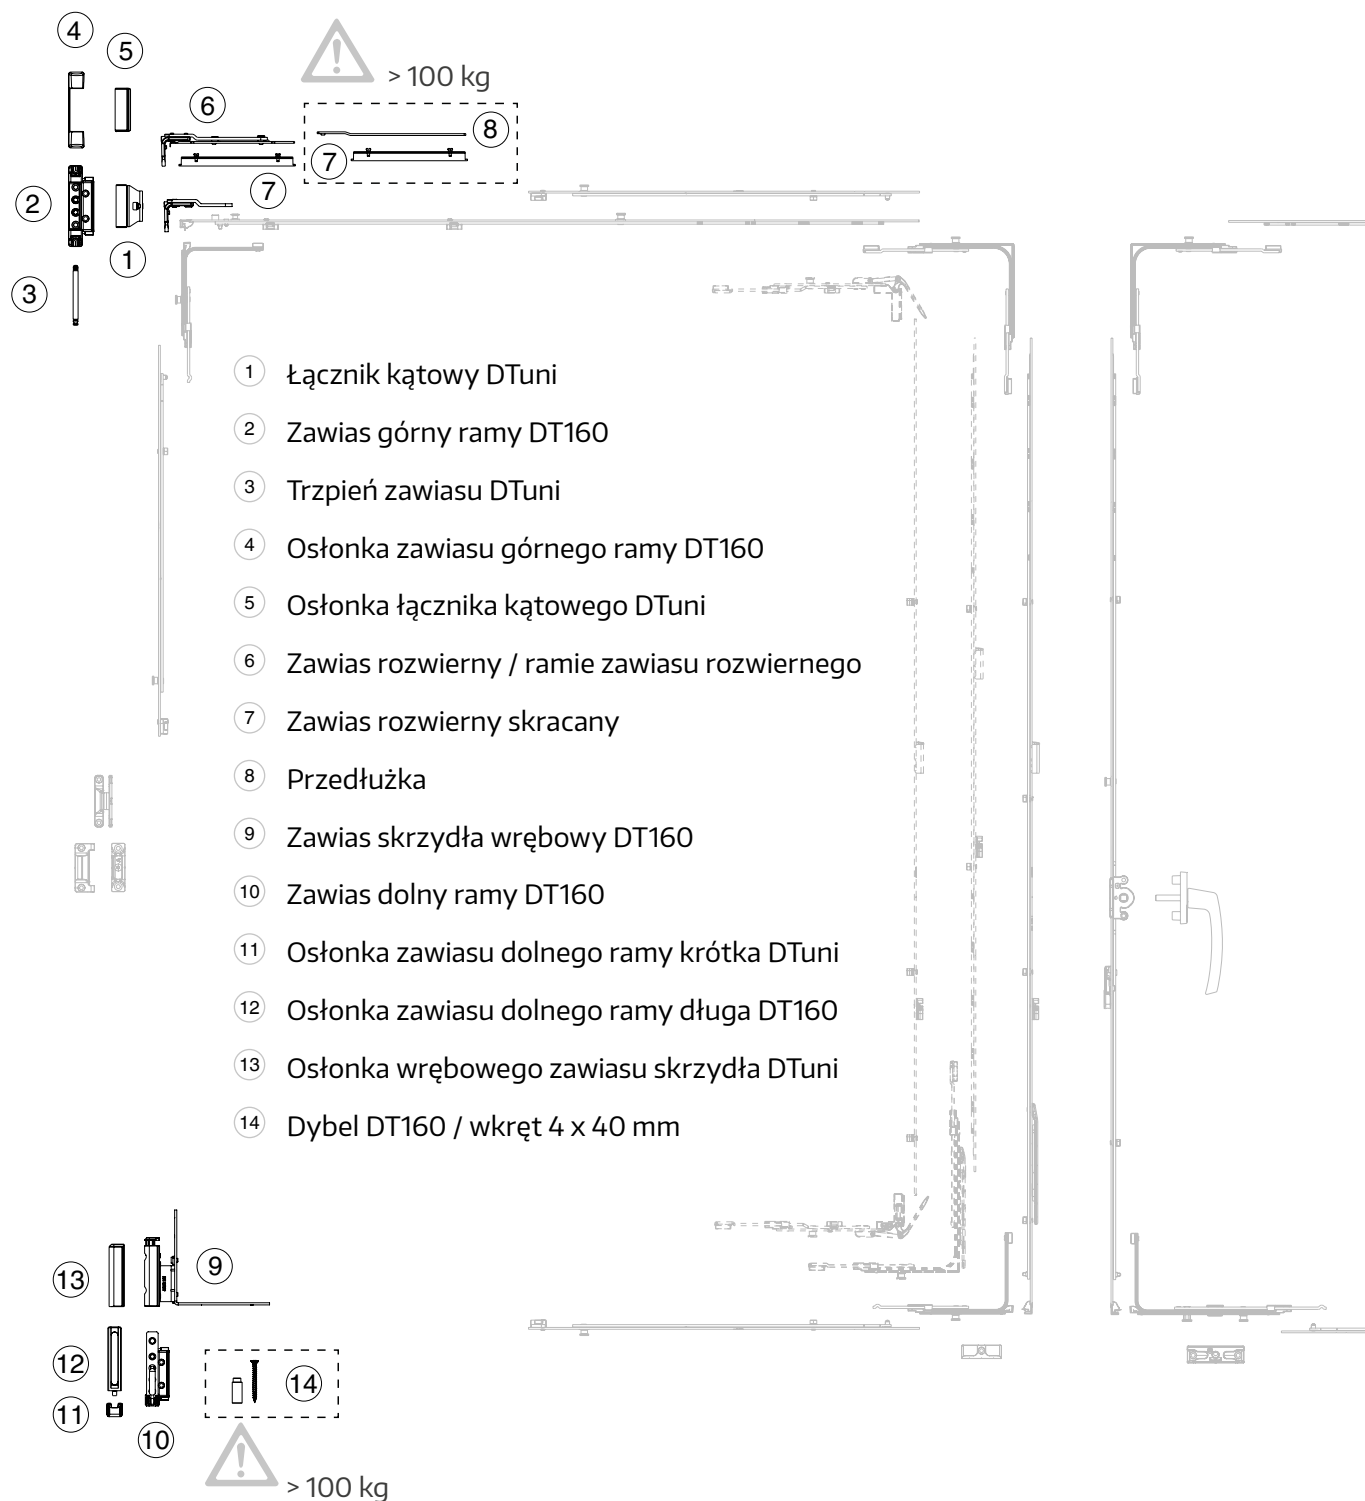 4
5
> 100 kg
6
8
7
7
2
1
3
1 Łącznik kątowy DTuni
2 Zawias górny ramy DT160
3 Trzpień zawiasu DTuni
4 Osłonka zawiasu górnego ramy DT160
5 Osłonka łącznika kątowego DTuni
6 Zawias rozwierny / ramie zawiasu rozwiernego
7 Zawias rozwierny skracany
8 Przedłużka
9 Zawias skrzydła wrębowy DT160
10 Zawias dolny ramy DT160
11 Osłonka zawiasu dolnego ramy krótka DTuni
12 Osłonka zawiasu dolnego ramy długa DT160
13 Osłonka wrębowego zawiasu skrzydła DTuni
14 Dybel DT160 / wkręt 4 x 40 mm
13
9
12
14
11
10
> 100 kg